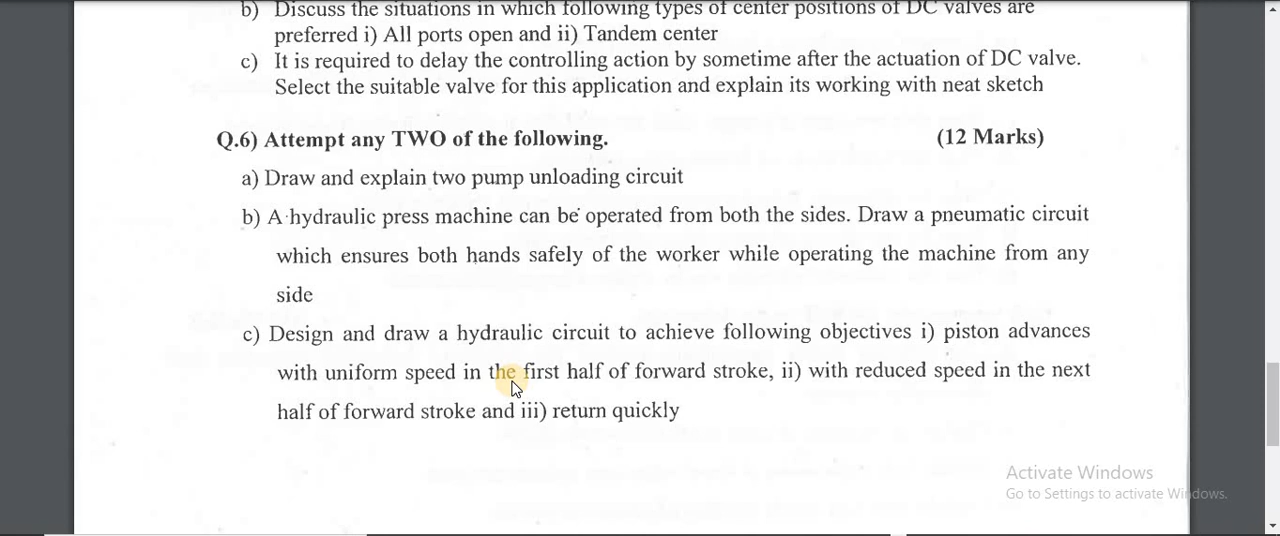 b) Discuss the situations in which following types of center positions of DC valves are
preferred i) All ports open and ii) Tandem center
c) It is required to delay the controlling action by sometime after the actuation of DC valve.
Select the suitable valve for this application and explain its working with neat sketch
Q.6) Attempt any TWO of the following. (12 Marks)
a) Draw and explain two pump unloading circuit
b) A hydraulic press machine can be operated from both the sides. Draw a pneumatic circuit
which ensures both hands safely of the worker while operating the machine from any
side
c) Design and draw a hydraulic circuit to achieve following objectives i) piston advances
with uniform speed in the first half of forward stroke, ii) with reduced speed in the next
half of forward stroke and iii) return quickly
Activate Windows
Go to Settings to activate Windows.